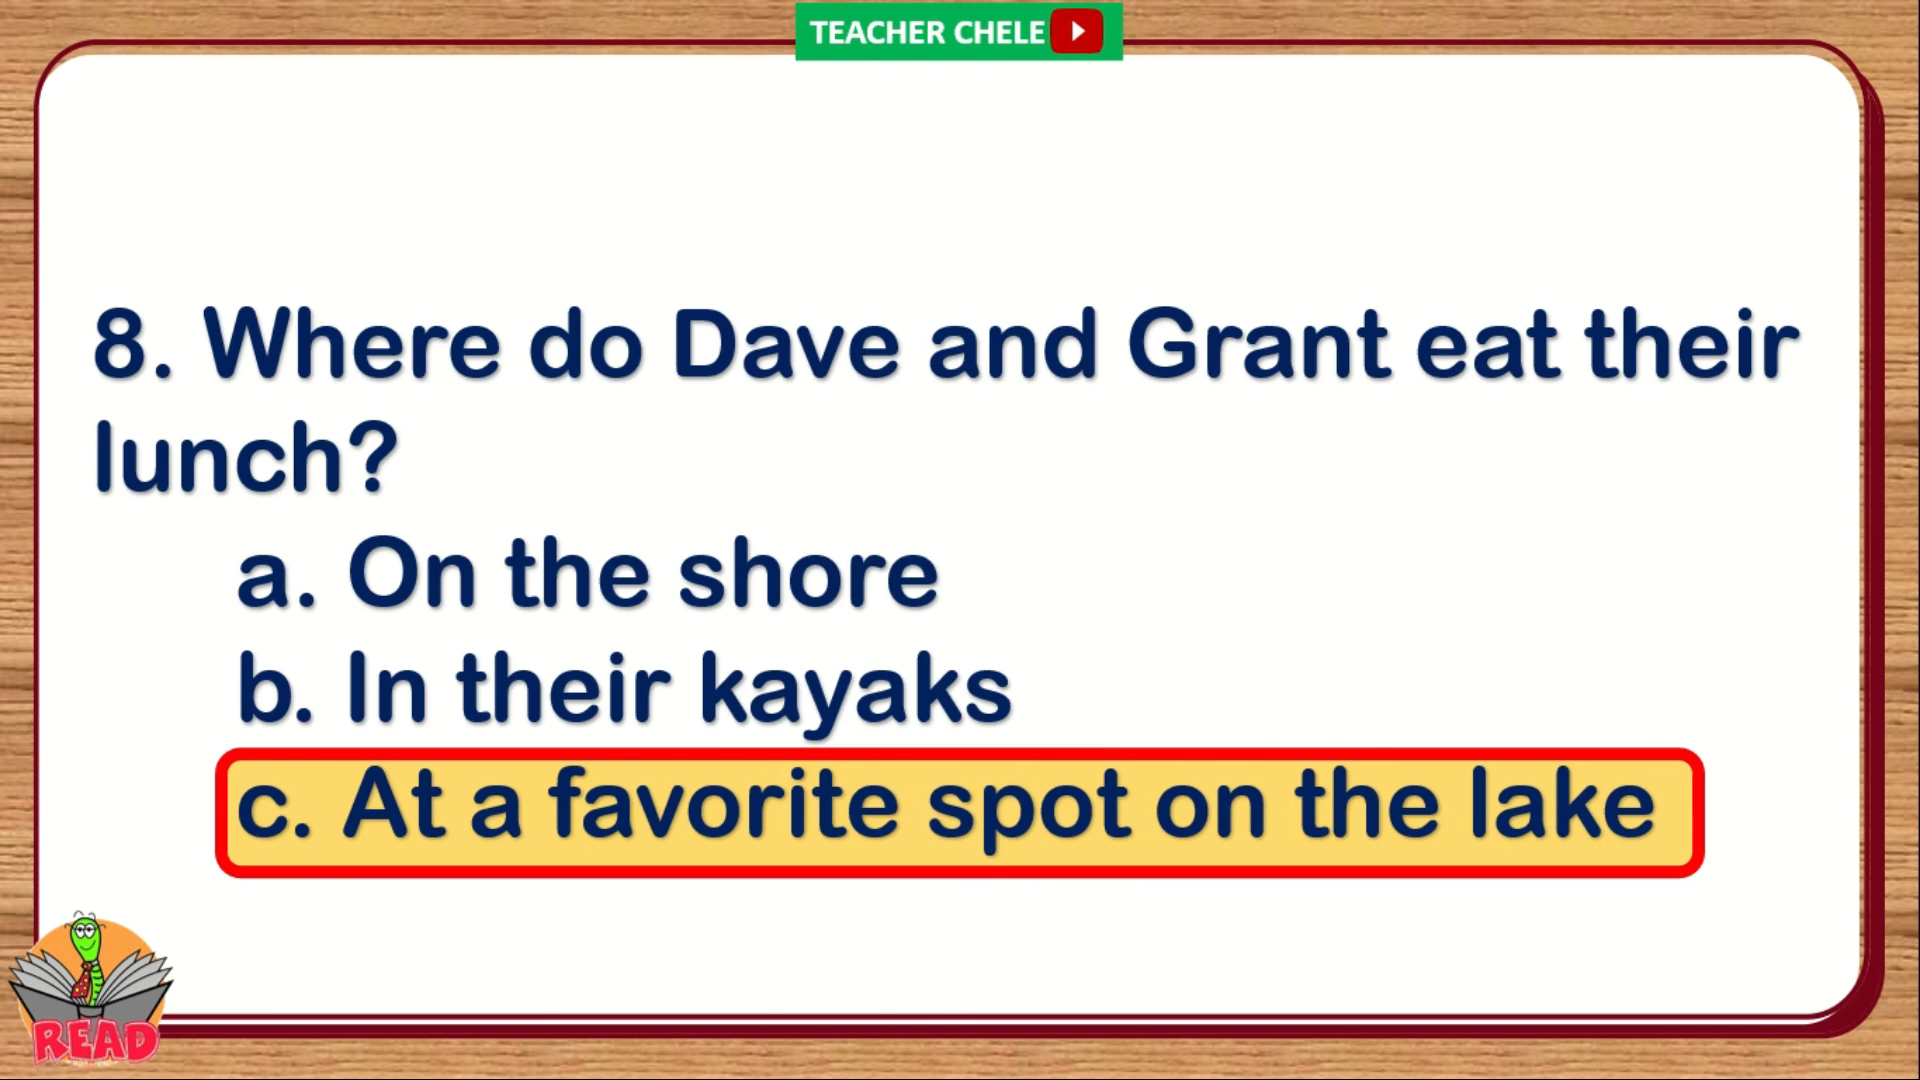 TEACHER CHELE
8. Where do Dave and Grant eat their
lunch?
a. On the shore
b. In their kayaks
c. At a favorite spot on the lake
READ